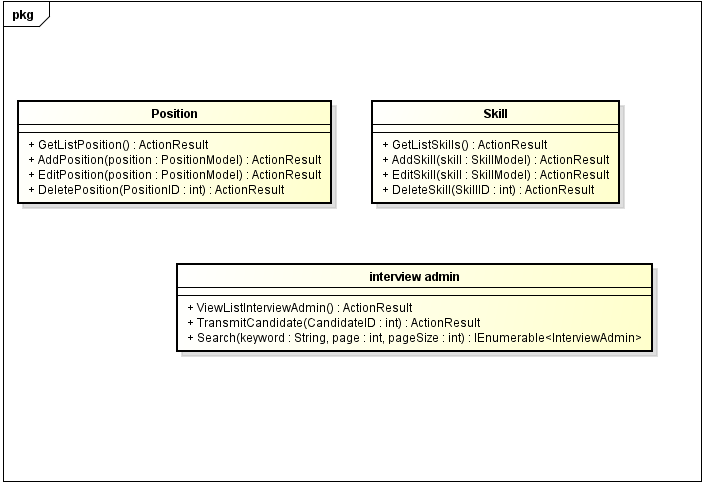 pkg
Position
+ GetListPosition() : ActionResult
+ AddPosition(position : PositionModel) : ActionResult
+ EditPosition(position : PositionModel) : ActionResult
+ DeletePosition(PositionID : int) : ActionResult
Skill
+ GetListSkills() : ActionResult
+ AddSkill(skill : SkillModel) : ActionResult
+ EditSkill(skill : SkillModel) : ActionResult
+ DeleteSkill(SkillID : int) : ActionResult
interview admin
+ ViewListInterviewAdmin() : ActionResult
+ TransmitCandidate(CandidateID : int) : ActionResult
+ Search(keyword : String, page : int, pageSize : int) : IEnumerable<InterviewAdmin>